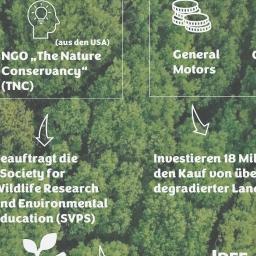 (aus den USA)
NGO „The Nature
Conservancy“
(TNC)
General
Motors
eauftragt die
Society for
Wildlife Research
nd Environmental
ducation (SVPS)
Investieren 18 Mil
den Kauf von übe
degradierter Land